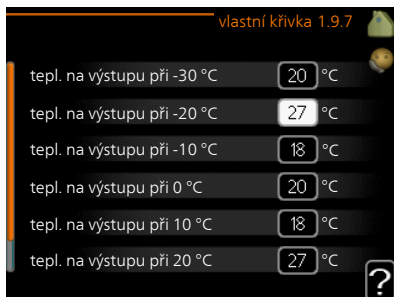 vlastní křivka 1.9.7
tepl. na výstupu při -30 °C 20 °C
tepl. na výstupu při -20 °C 27 °C
tepl. na výstupu při -10 °C 18 °C
tepl. na výstupu při 0 °C 20 °C
tepl. na výstupu při 10 °C 18 °C
tepl. na výstupu při 20 °C 27 °C
?